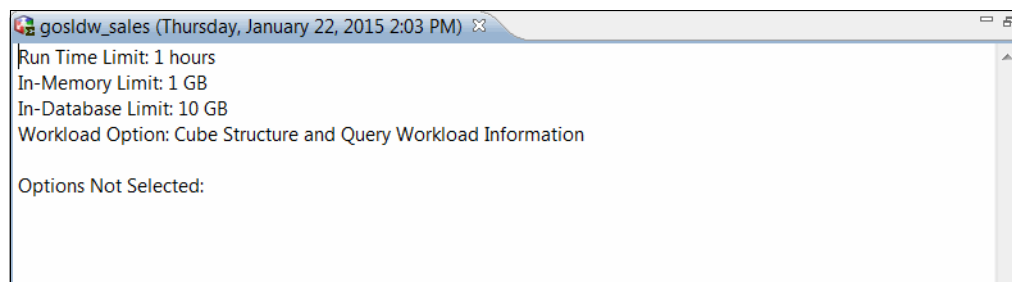 gosldw_sales (Thursday, January 22, 2015 2:03 PM)
Run Time Limit: 1 hours
In-Memory Limit: 1 GB
In-Database Limit: 10 GB
Workload Option: Cube Structure and Query Workload Information
Options Not Selected: